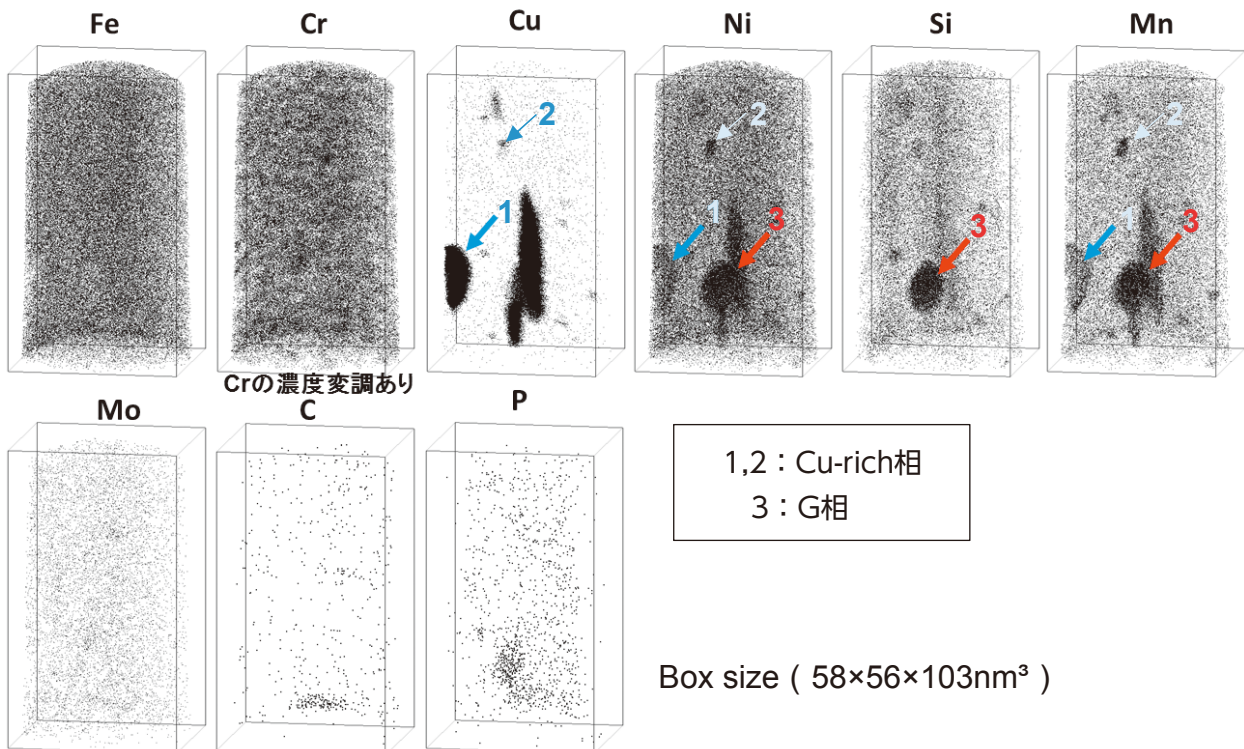 Fe Cr Cu Ni Si Mn
2 2 2
1 1 3 3 1 3
Crの濃度変調あり
Mo C P
1,2：Cu-rich相
3：G相
Box size ( 58×56×103nm³ )